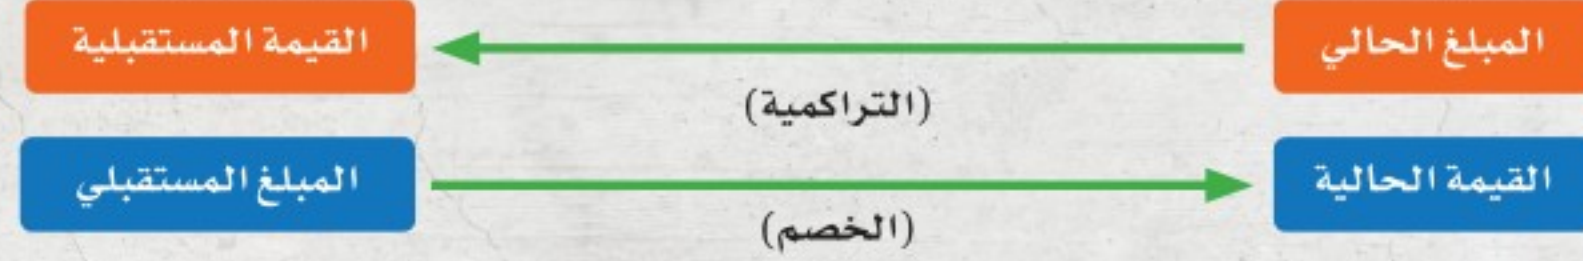 المبلغ الحالي
القيمة المستقبلية
(التراكمية)
القيمة الحالية
المبلغ المستقبلي
(الخصم)